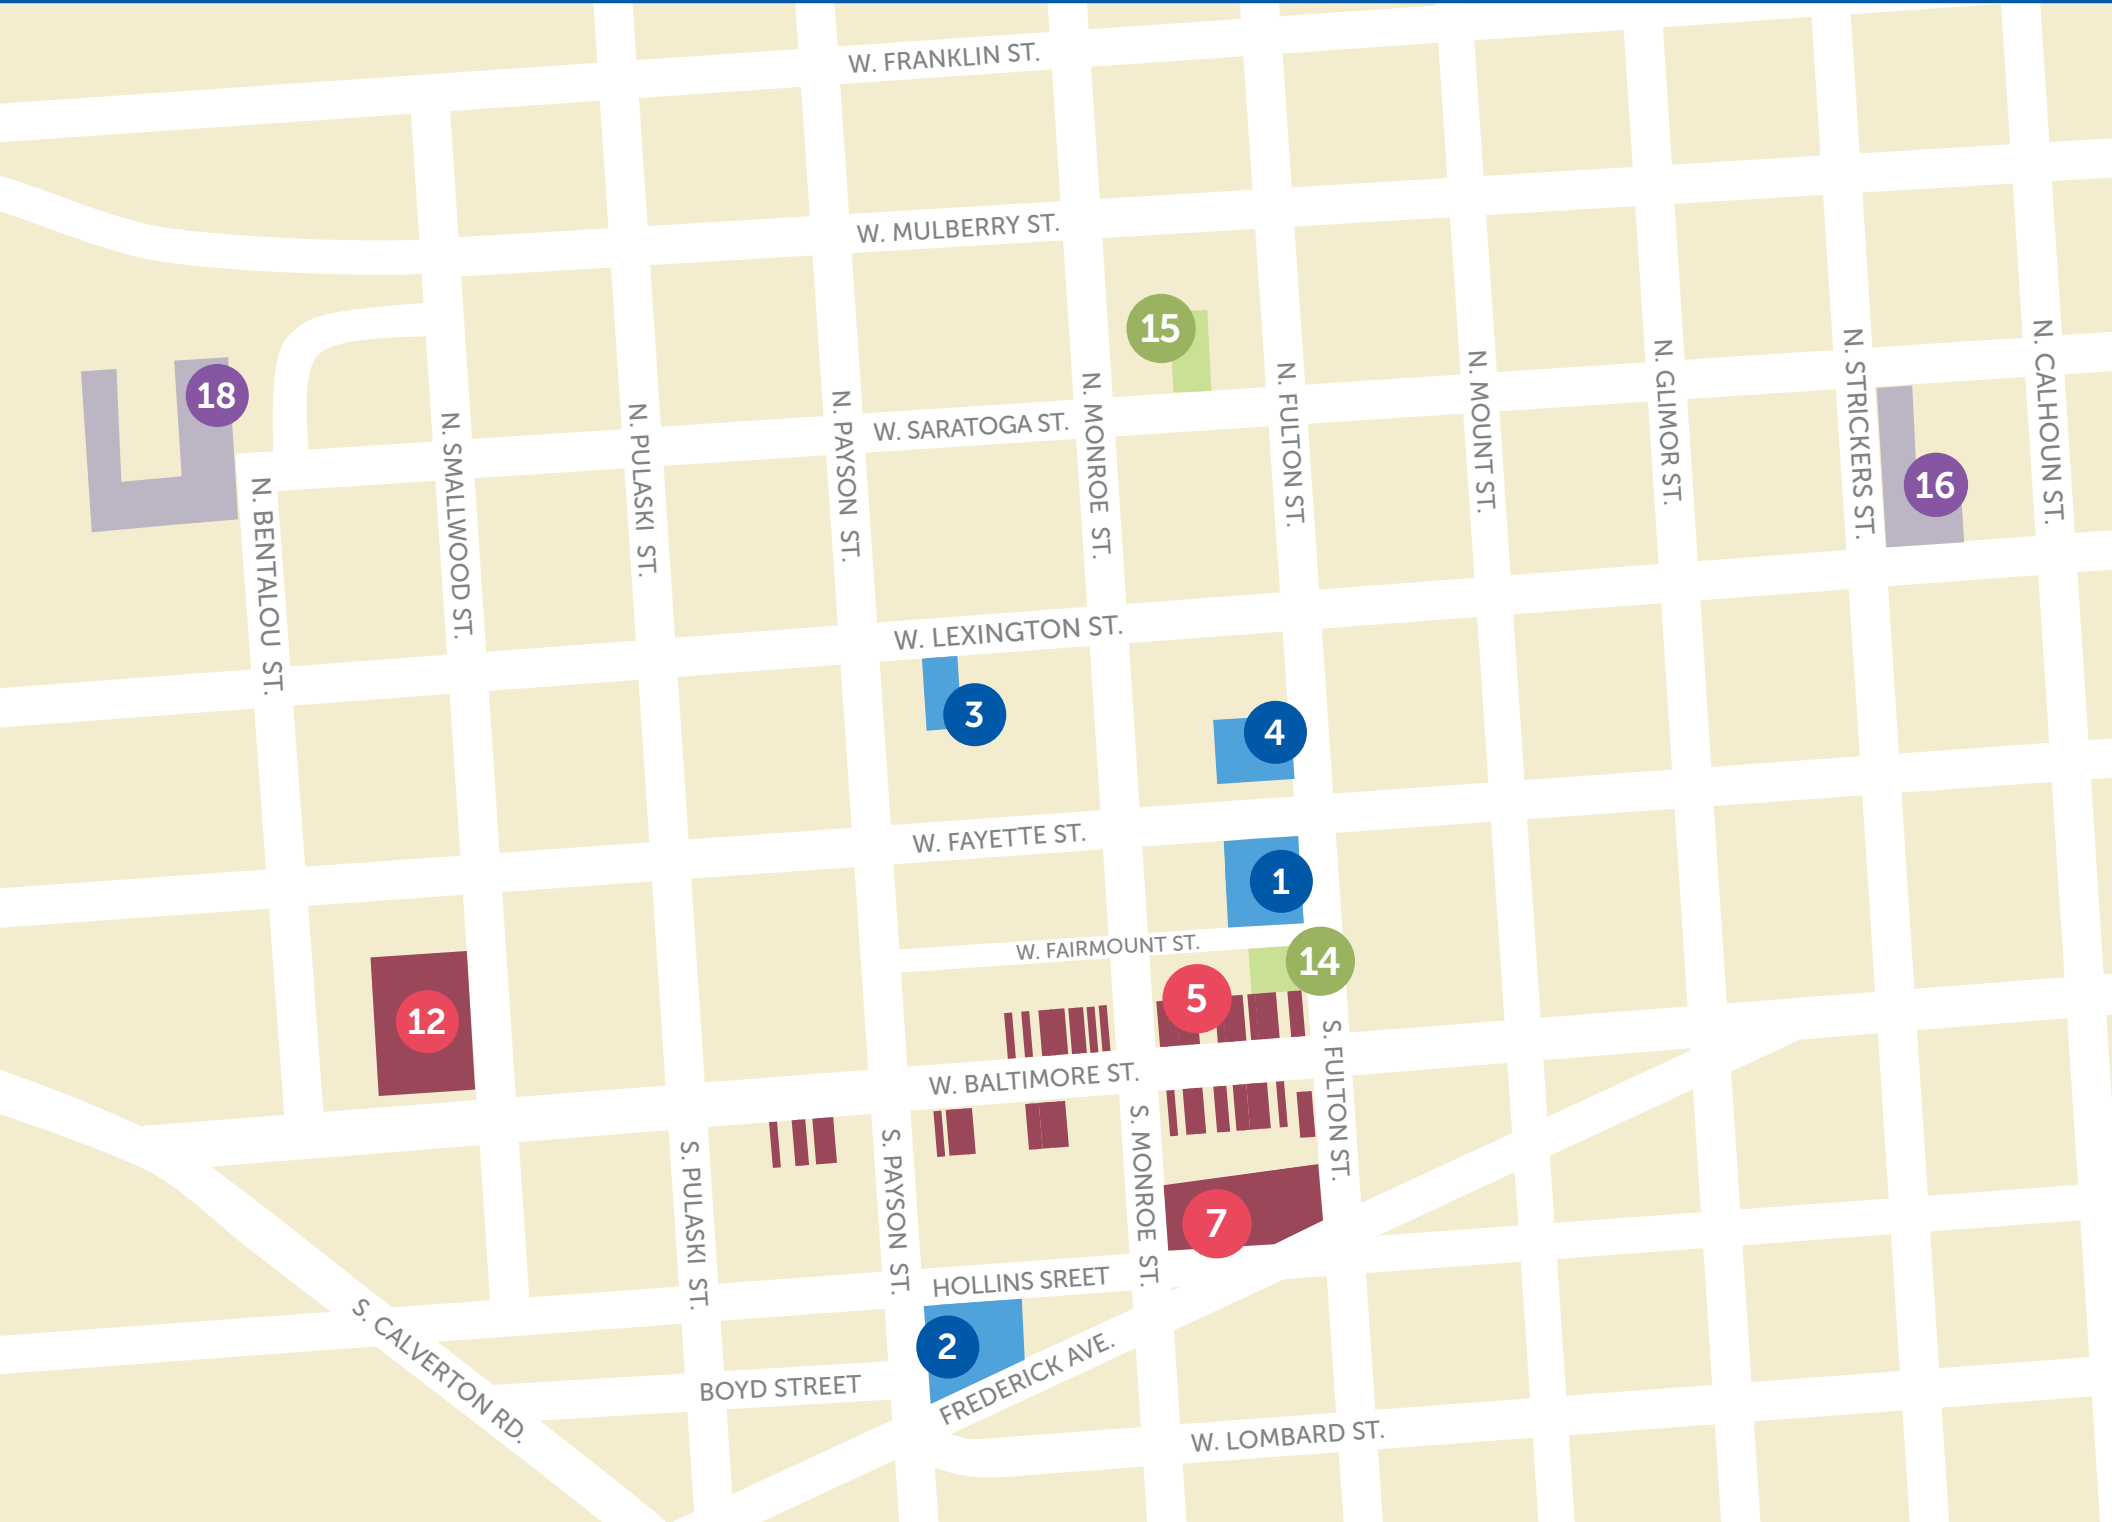 W. FRANKLIN ST.
W. MULBERRY ST.
15
18
W. SARATOGA ST.
N. BENTALOU ST.
N. SMALLWOOD ST.
N. PULASKI ST.
N. PAYSON ST.
N. MONROE ST.
N. FULTON ST.
N. MOUNT ST.
N. GLIMOR ST.
N. STRICKERS ST.
N. CALHOUN ST.
16
W. LEXINGTON ST.
3
4
W. FAYETTE ST.
1
W. FAIRMOUNT ST.
14
5
12
W. BALTIMORE ST.
S. PULASKI ST.
S. PAYSON ST.
S. MONROE ST.
S. FULTON ST.
7
HOLLINS SREET
2
S. CALVERTON RD.
BOYD STREET
FREDERICK AVE.
W. LOMBARD ST.